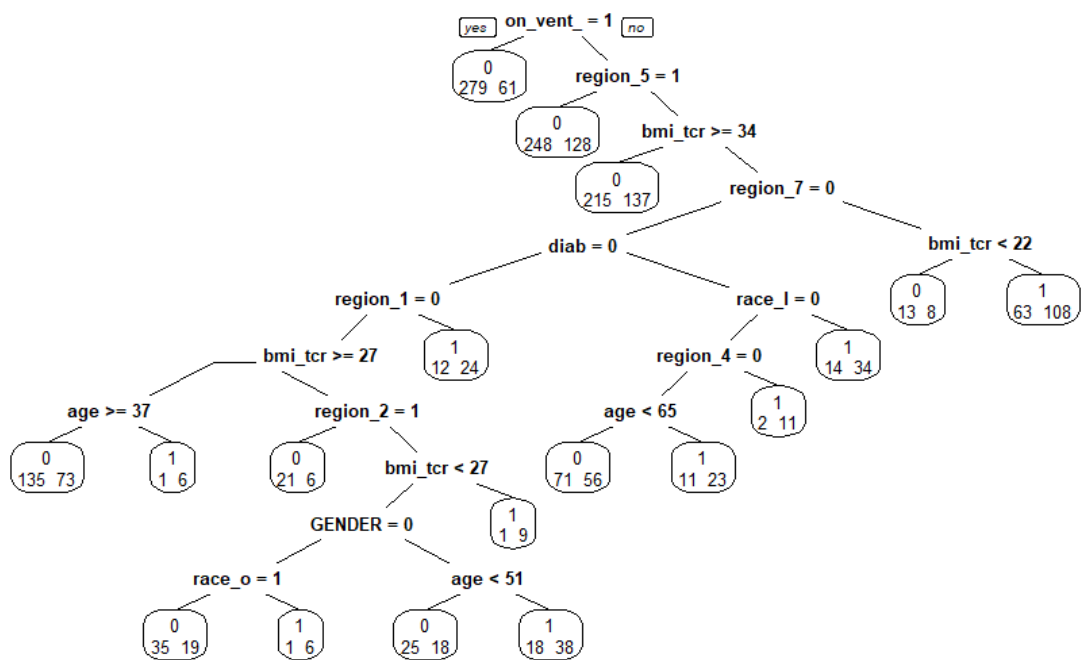 yes on_vent_ = 1 no
0
279 61
region_5 = 1
0
248 128
bmi_tcr >= 34
0
215 137
region_7 = 0
diab = 0
bmi_tcr < 22
0
13 8
1
63 108
region_1 = 0
race_I = 0
1
12 24
1
14 34
bmi_tcr >= 27
region_4 = 0
1
2 11
age >= 37
region_2 = 1
age < 65
0
135 73
1
1 6
0
21 6
bmi_tcr < 27
0
71 56
1
11 23
1
1 9
GENDER = 0
race_o = 1
age < 51
0
35 19
1
1 6
0
25 18
1
18 38